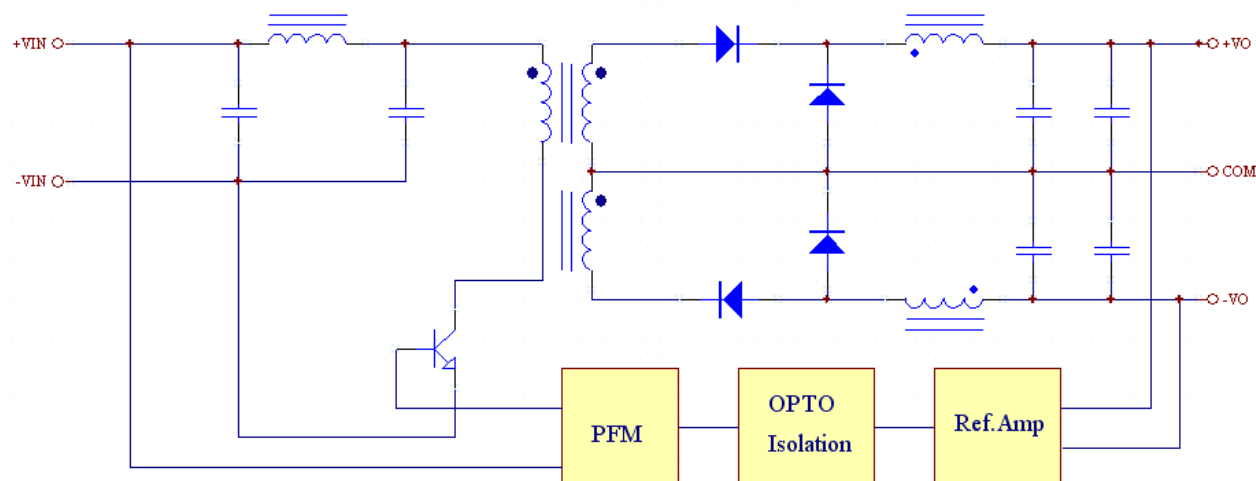 +VIN
+VO
-VIN
COM
-VO
PFM
OPTO
Isolation
Ref.Amp